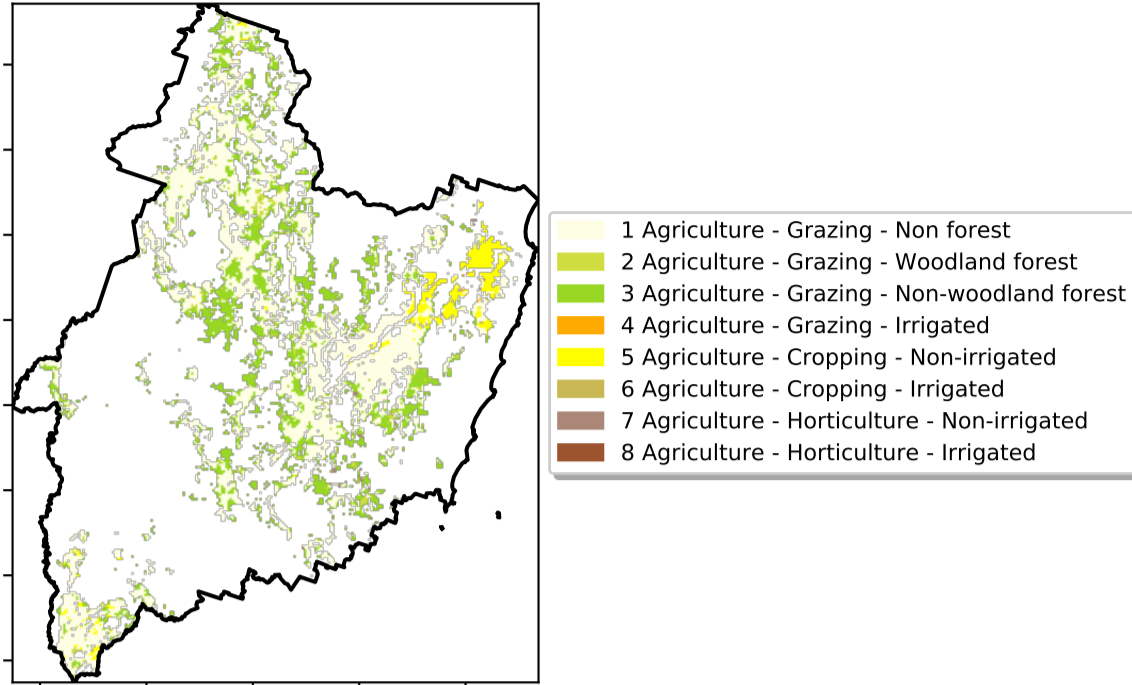 1 Agriculture - Grazing - Non forest
2 Agriculture - Grazing - Woodland forest
3 Agriculture - Grazing - Non-woodland forest
4 Agriculture - Grazing - Irrigated
5 Agriculture - Cropping - Non-irrigated
6 Agriculture - Cropping - Irrigated
7 Agriculture - Horticulture - Non-irrigated
8 Agriculture - Horticulture - Irrigated